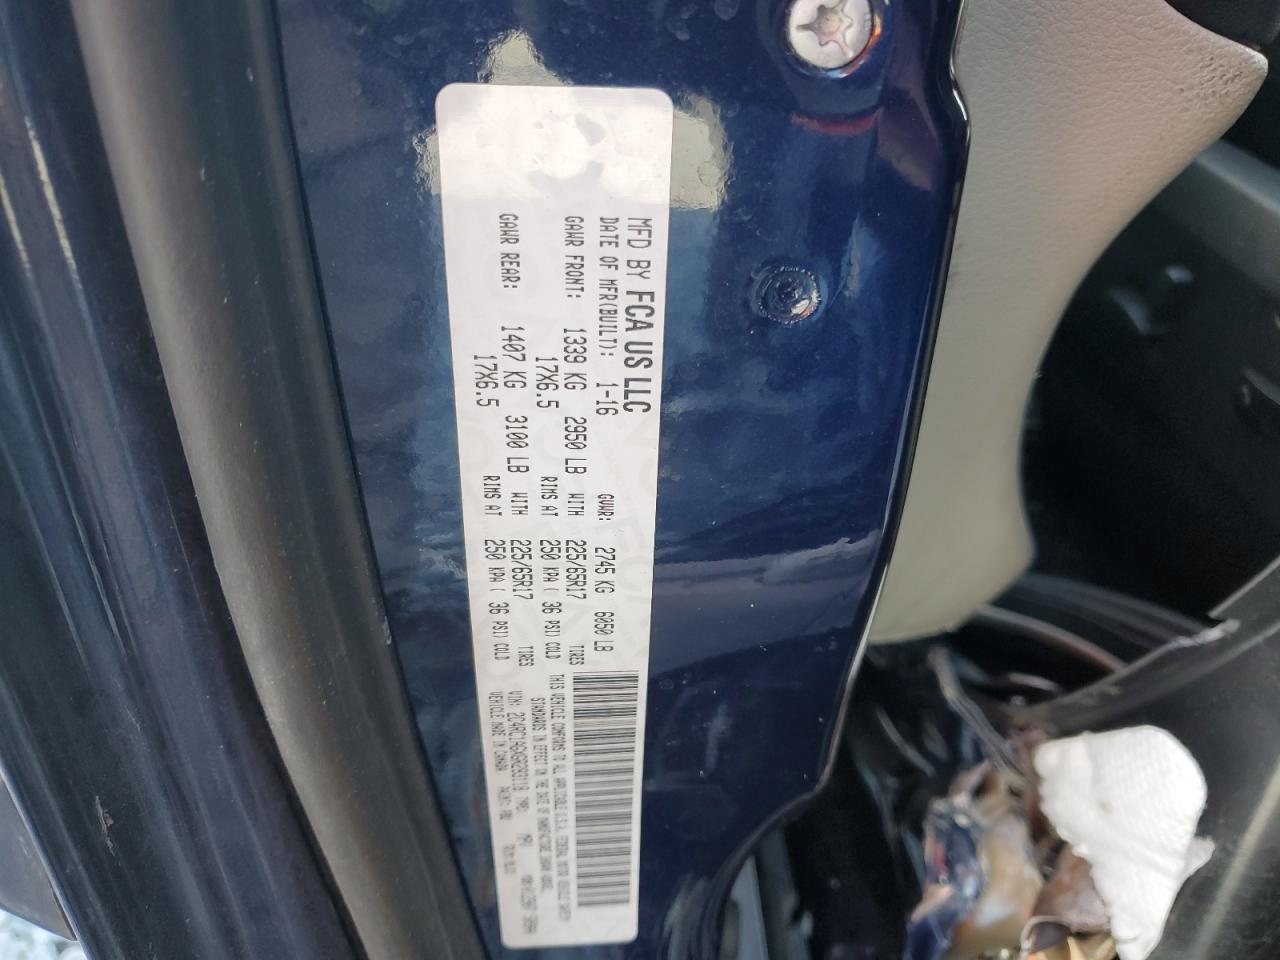 MFD BY FCA US LLC
DATE OF MFR(BUILT): 1-16 GVWR: 2745 KG 6050 LB
GAWR FRONT: 1339 KG 2950 LB WITH 225/65R17 TIRES
17X6.5 RIMS AT 250 KPA ( 36 PSI) COLD
GAWR REAR: 1407 KG 3100 LB WITH 225/65R17 TIRES
17X6.5 RIMS AT 250 KPA ( 36 PSI) COLD
THIS VEHICLE CONFORMS TO ALL APPLICABLE U.S.A. FEDERAL MOTOR VEHICLE SAFETY
STANDARDS IN EFFECT ON THE DATE OF MANUFACTURE SHOWN ABOVE.
VIN:
VEHICLE MADE IN CANADA PAINT: